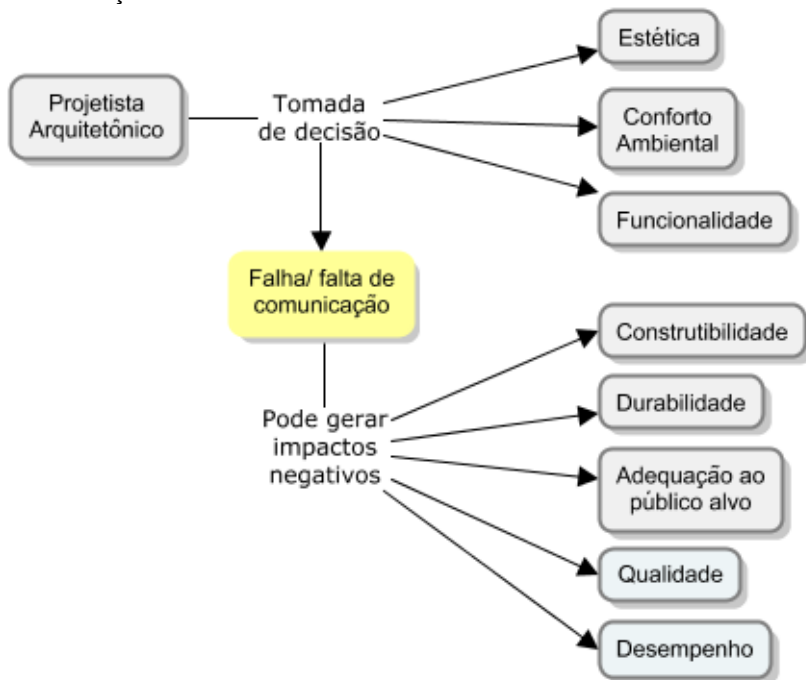 Projetista
Arquitetônico
Tomada
de decisão
Estética
Conforto
Ambiental
Funcionalidade
Falha/ falta de
comunicação
Pode gerar
impactos
negativos
Construtibilidade
Durabilidade
Adequação ao
público alvo
Qualidade
Desempenho